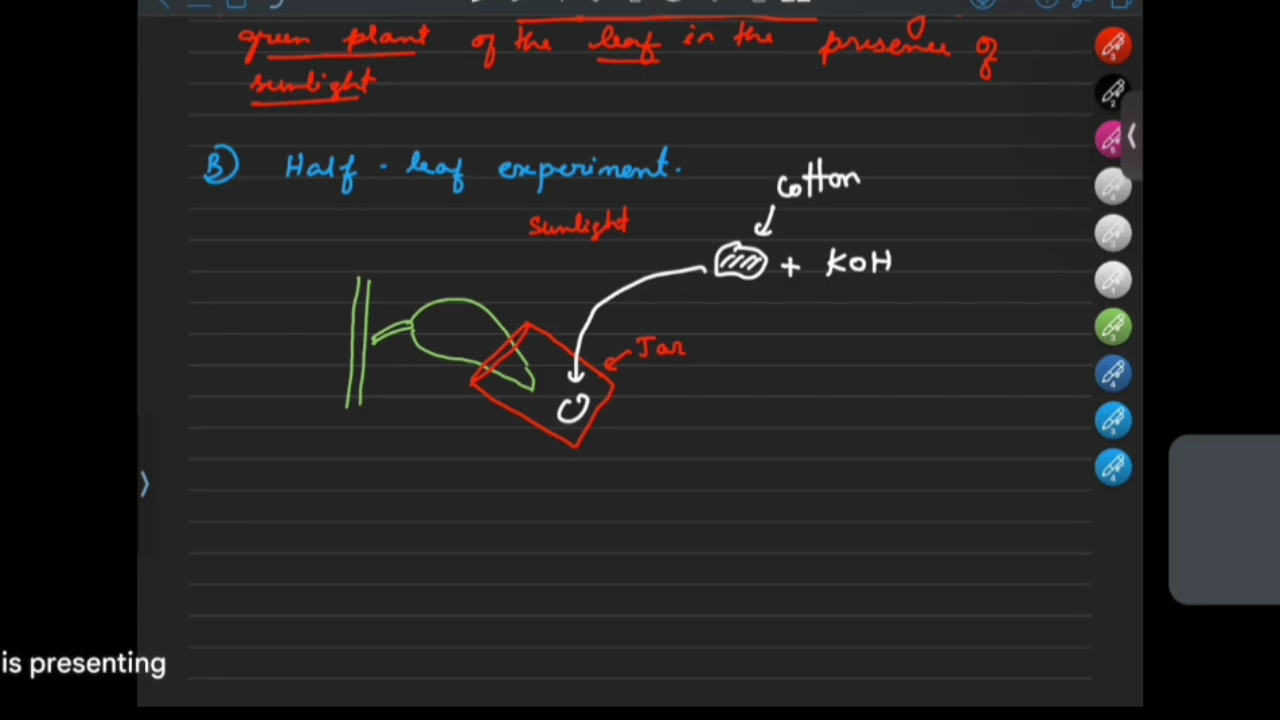 green plant of the leaf in the presence of
sunlight
B) Half - leaf experiment.
cotton
Sunlight
+ KOH
Jar
is presenting